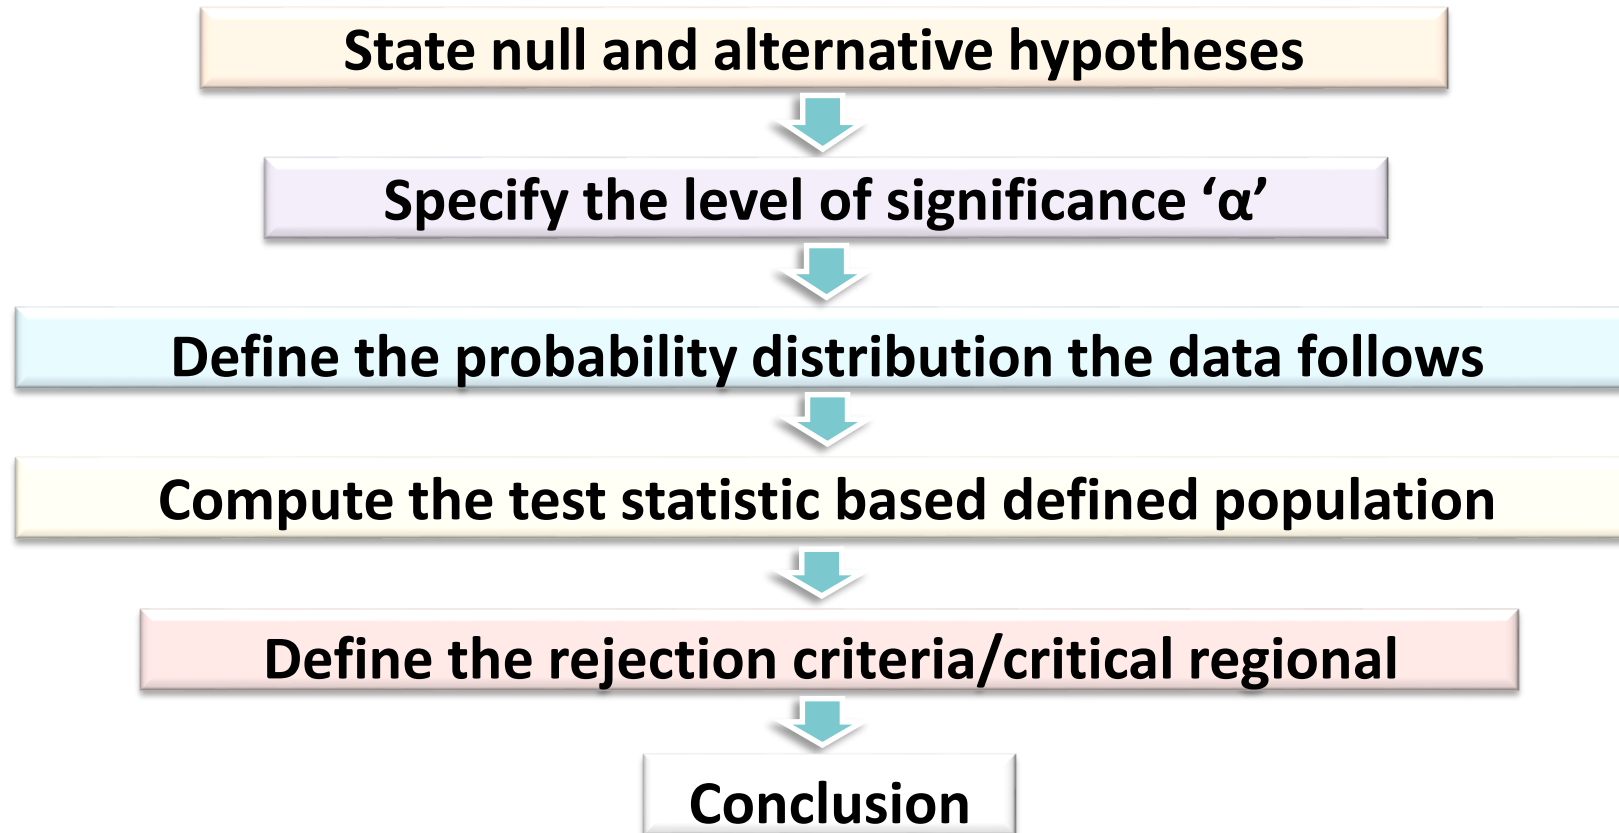 State null and alternative hypotheses
Specify the level of significance ‘α’
Define the probability distribution the data follows
Compute the test statistic based defined population
Define the rejection criteria/critical regional
Conclusion